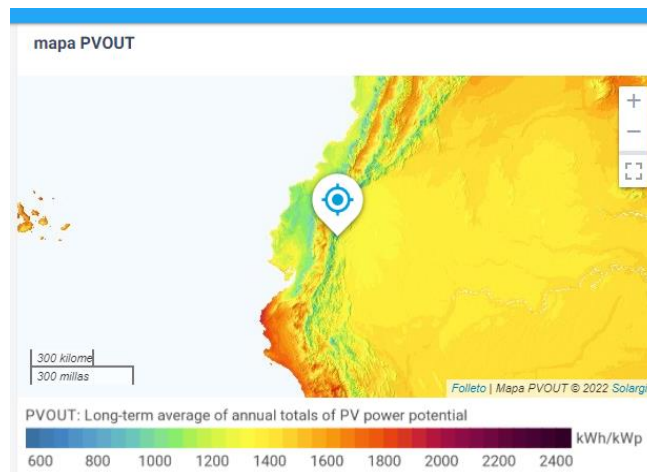 mapa PVOUT
+
−
300 kilome
300 millas
Folleto | Mapa PVOUT © 2022 Solargi
PVOUT: Long-term average of annual totals of PV power potential
kWh/kWp
600 800 1000 1200 1400 1600 1800 2000 2200 2400